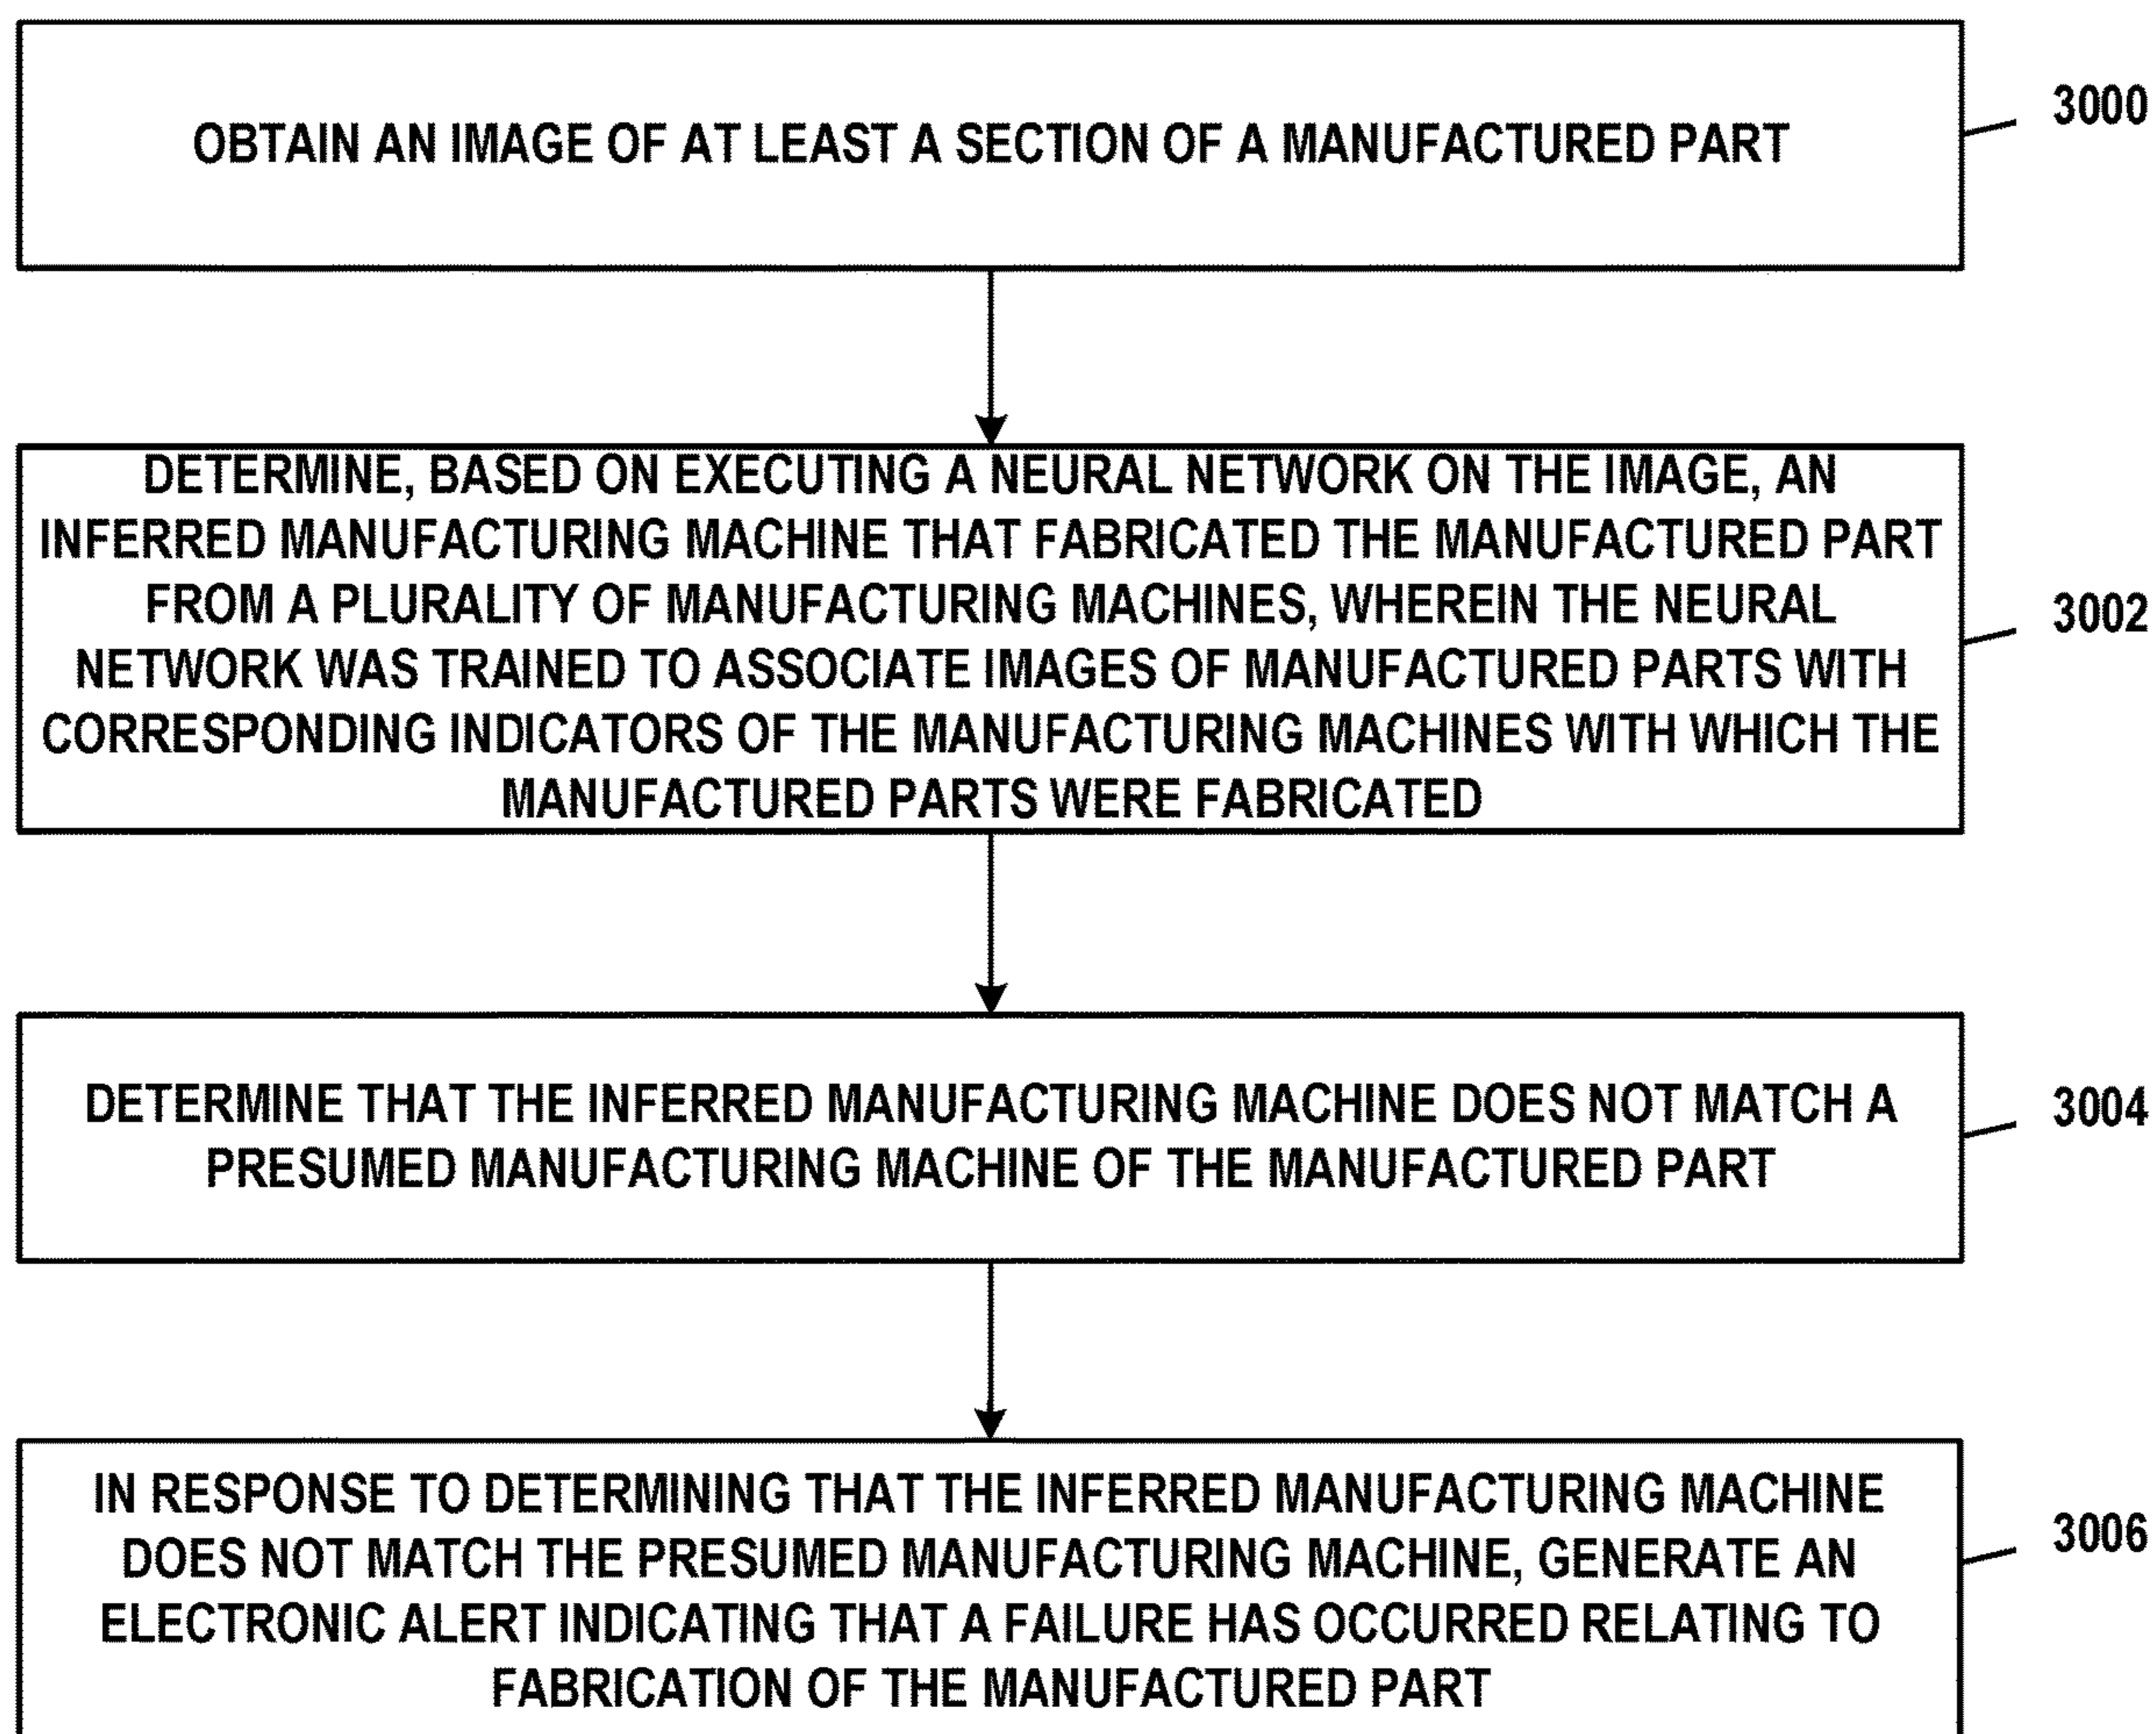 OBTAIN AN IMAGE OF AT LEAST A SECTION OF A MANUFACTURED PART
3000
DETERMINE, BASED ON EXECUTING A NEURAL NETWORK ON THE IMAGE, AN
INFERRED MANUFACTURING MACHINE THAT FABRICATED THE MANUFACTURED PART
FROM A PLURALITY OF MANUFACTURING MACHINES, WHEREIN THE NEURAL
NETWORK WAS TRAINED TO ASSOCIATE IMAGES OF MANUFACTURED PARTS WITH
CORRESPONDING INDICATORS OF THE MANUFACTURING MACHINES WITH WHICH THE
MANUFACTURED PARTS WERE FABRICATED
3002
DETERMINE THAT THE INFERRED MANUFACTURING MACHINE DOES NOT MATCH A
PRESUMED MANUFACTURING MACHINE OF THE MANUFACTURED PART
3004
IN RESPONSE TO DETERMINING THAT THE INFERRED MANUFACTURING MACHINE
DOES NOT MATCH THE PRESUMED MANUFACTURING MACHINE, GENERATE AN
ELECTRONIC ALERT INDICATING THAT A FAILURE HAS OCCURRED RELATING TO
FABRICATION OF THE MANUFACTURED PART
3006